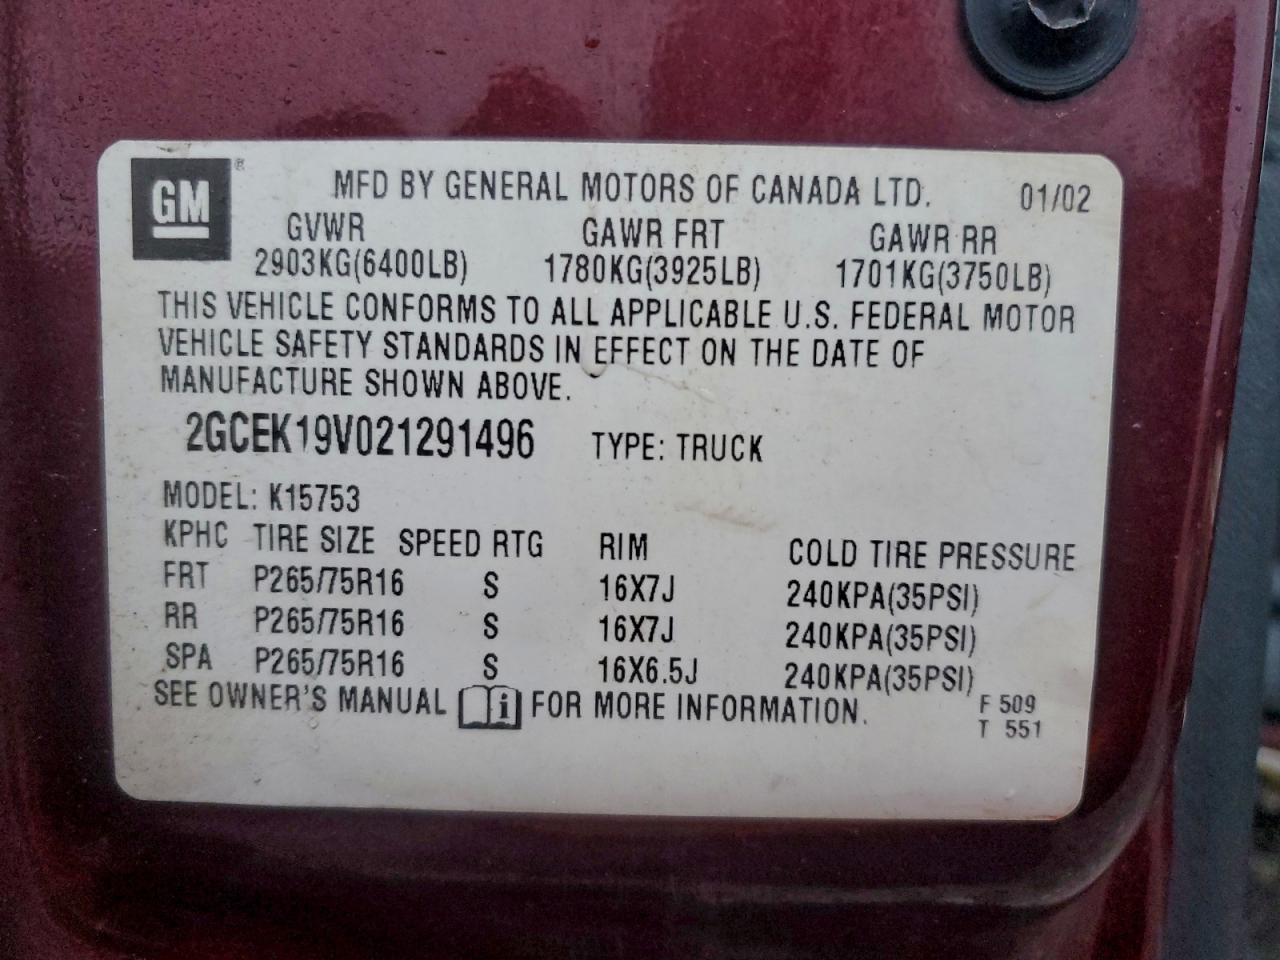 GM ®
MFD BY GENERAL MOTORS OF CANADA LTD. 01/02
GVWR GAWR FRT GAWR RR
2903KG(6400LB) 1780KG(3925LB) 1701KG(3750LB)
THIS VEHICLE CONFORMS TO ALL APPLICABLE U.S. FEDERAL MOTOR
VEHICLE SAFETY STANDARDS IN EFFECT ON THE DATE OF
MANUFACTURE SHOWN ABOVE.
2GCEK19V021291496 TYPE: TRUCK
MODEL: K15753
KPHC TIRE SIZE SPEED RTG RIM COLD TIRE PRESSURE
FRT P265/75R16 S 16X7J 240KPA(35PSI)
RR P265/75R16 S 16X7J 240KPA(35PSI)
SPA P265/75R16 S 16X6.5J 240KPA(35PSI)
SEE OWNER'S MANUAL i FOR MORE INFORMATION.
F 509
T 551